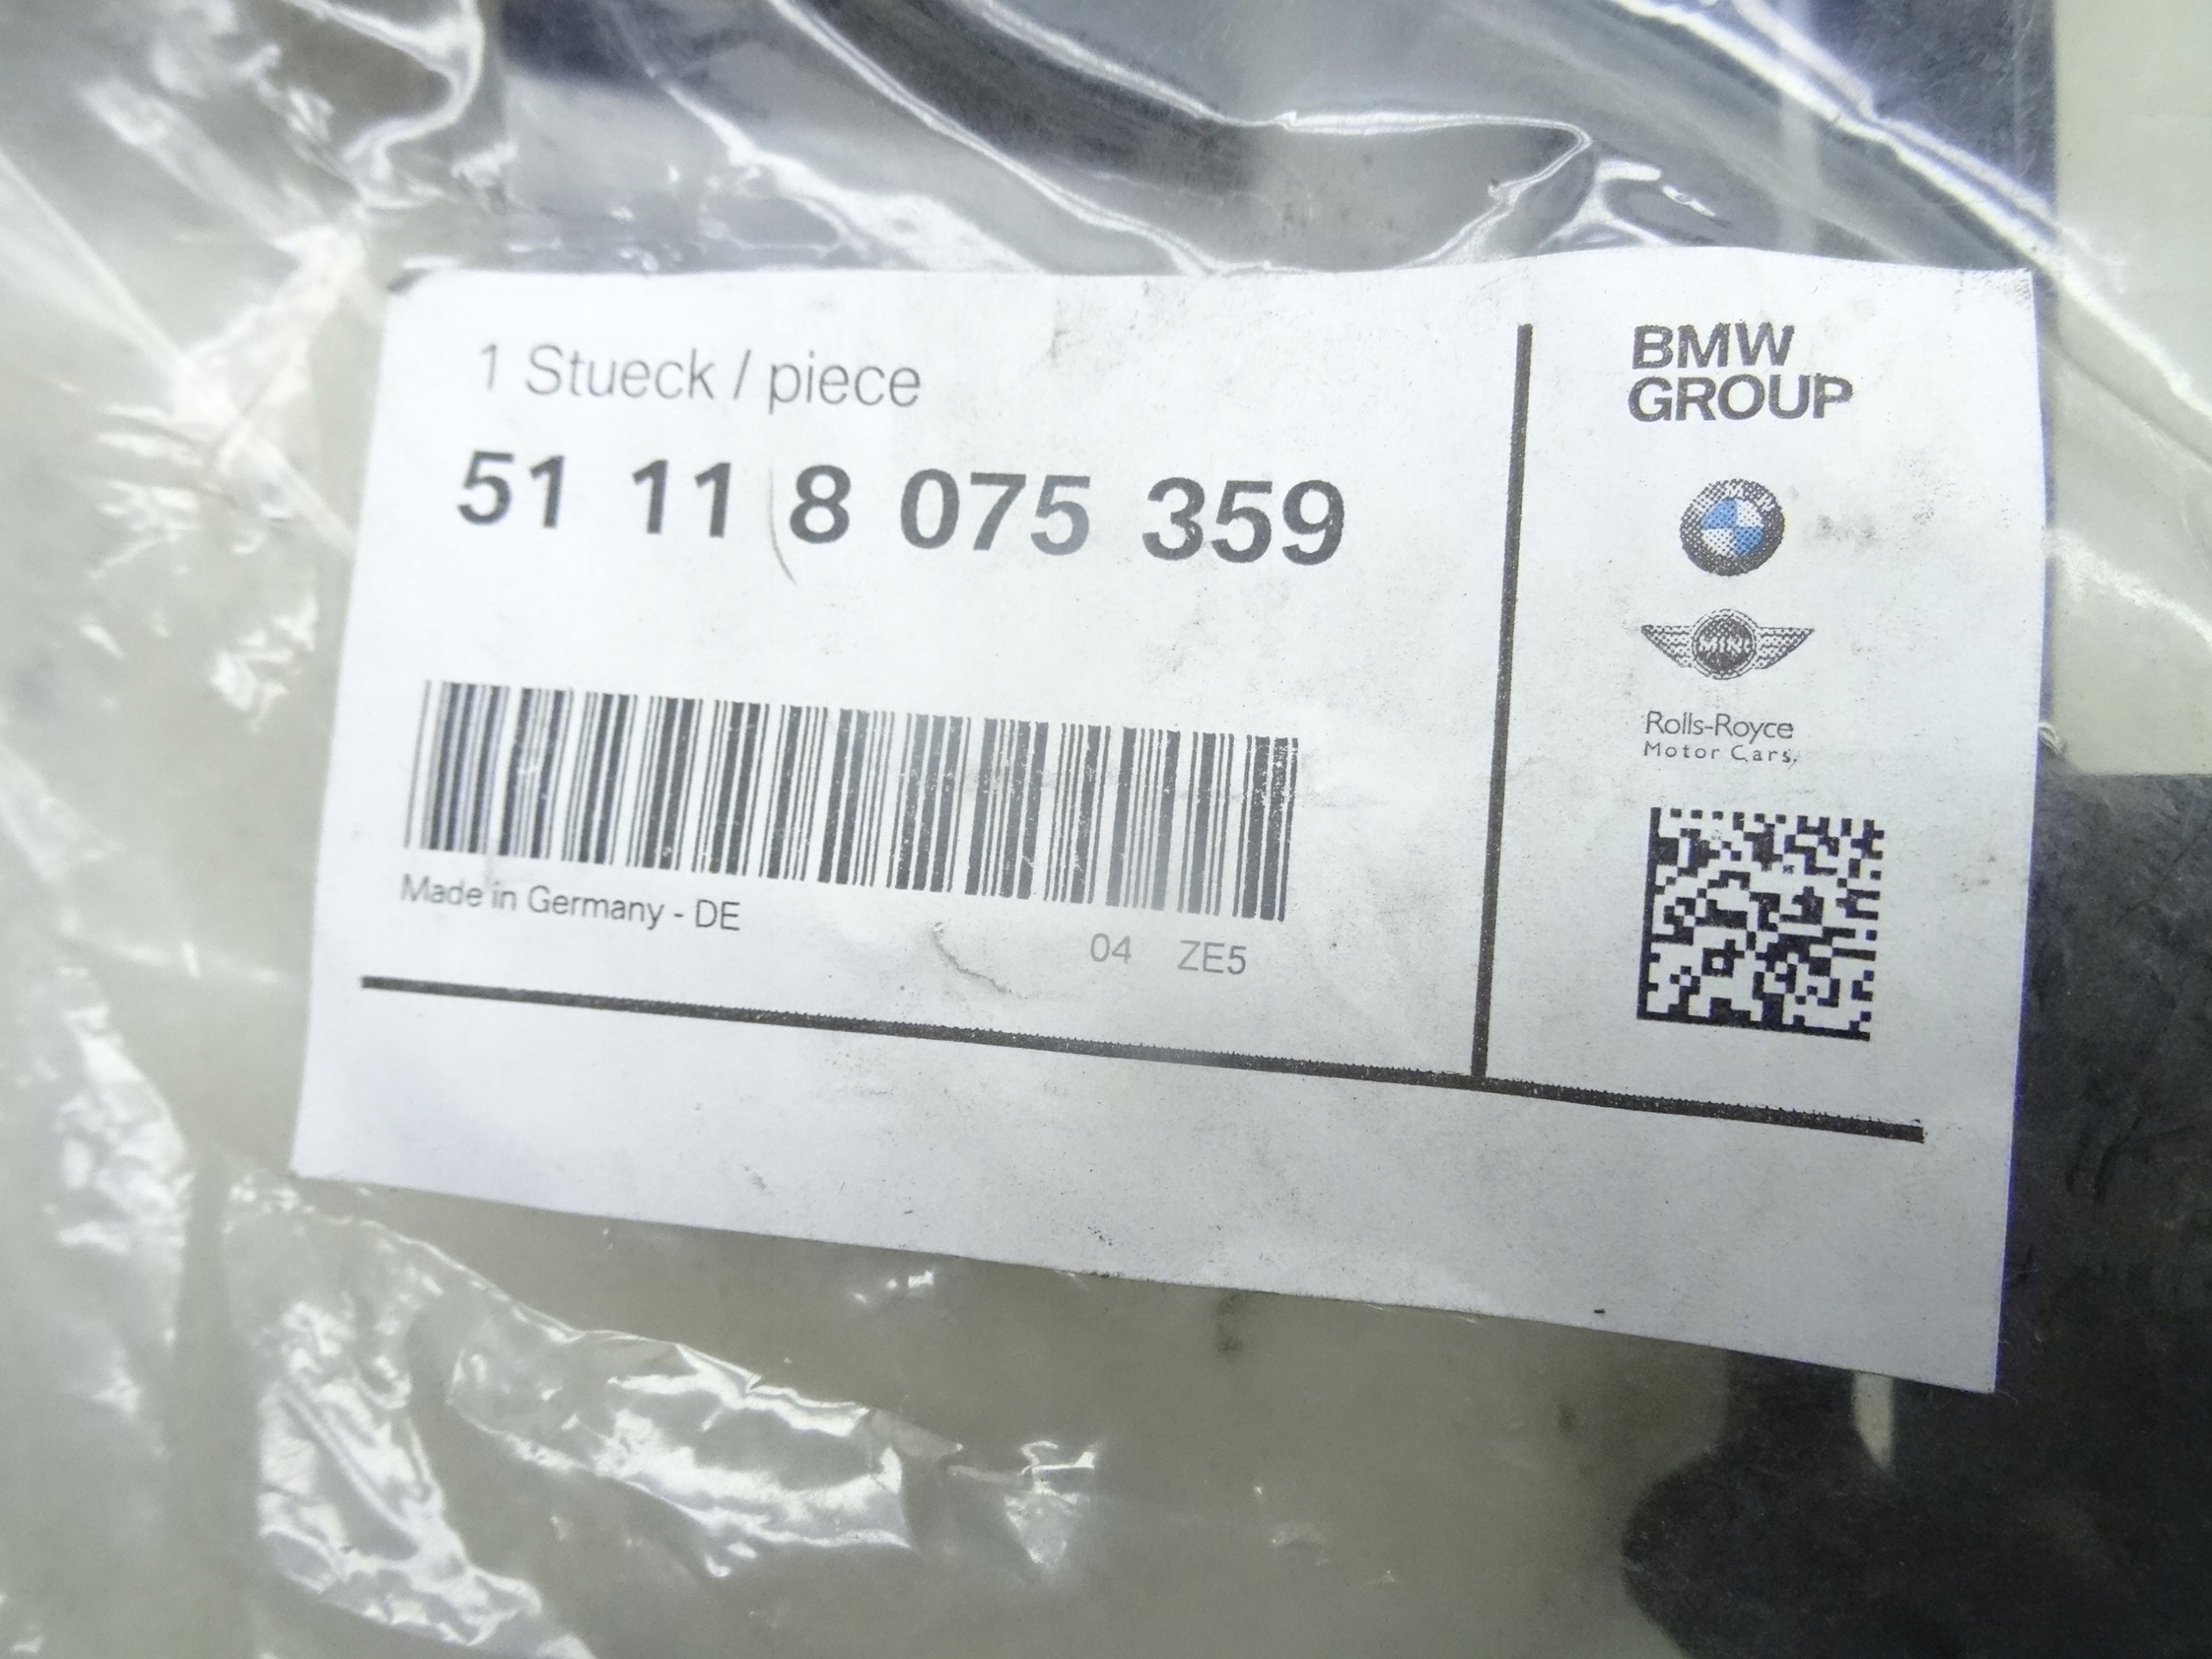 1 Stueck / piece
51 11 8 075 359
Made in Germany - DE
04 ZE5
BMW
GROUP
MINI
Rolls-Royce
Motor Cars